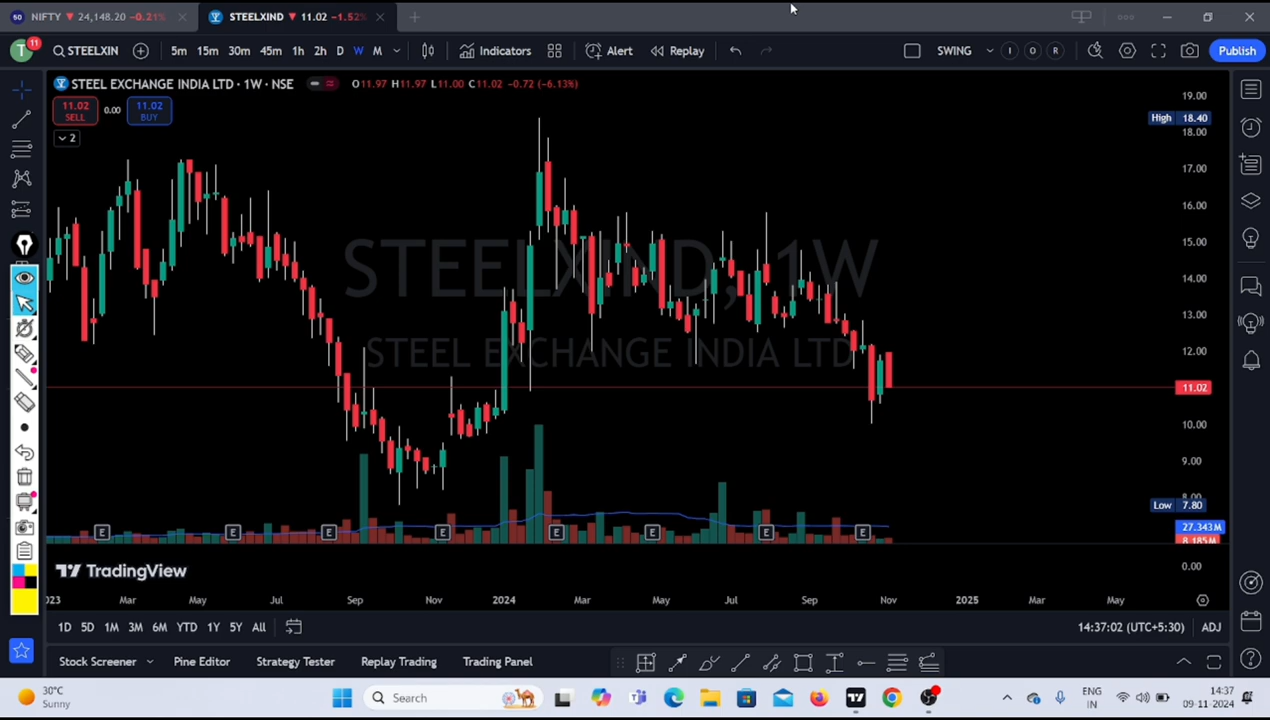 NIFTY ▼ 24,148.20 −0.21%
STEELXIND ▼ 11.02 −1.52%
T 11 STEELXIN 5m 15m 30m 45m 1h 2h D W M Indicators Alert Replay SWING I O R Publish
STEEL EXCHANGE INDIA LTD · 1W · NSE O11.97 H11.97 L11.00 C11.02 −0.72 (−6.13%)
11.02 SELL
0.00
11.02 BUY
2
STEELXIND, 1W
STEEL EXCHANGE INDIA LTD
19.00
High 18.40
18.00
17.00
16.00
15.00
14.00
13.00
12.00
11.02
10.00
9.00
8.00
Low 7.80
27.343M
8.185M
0.00
E E E E E E E E
TradingView
Mar May Jul Sep Nov 2024 Mar May Jul Sep Nov 2025 Mar May
1D 5D 1M 3M 6M YTD 1Y 5Y All 14:37:02 (UTC+5:30) ADJ
Stock Screener Pine Editor Strategy Tester Replay Trading Trading Panel
30°C
Sunny
Search
ENG
IN
14:37
09-11-2024